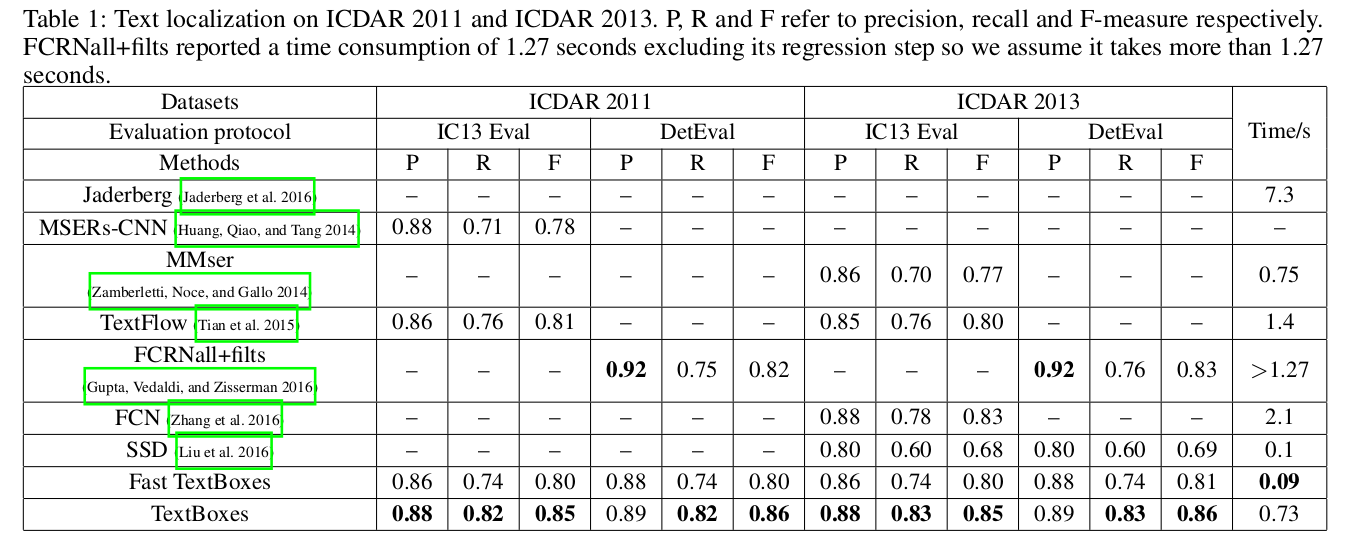 Table 1: Text localization on ICDAR 2011 and ICDAR 2013. P, R and F refer to precision, recall and F-measure respectively.
FCRNall+filts reported a time consumption of 1.27 seconds excluding its regression step so we assume it takes more than 1.27
seconds.
Datasets ICDAR 2011 ICDAR 2013 Time/s
Evaluation protocol IC13 Eval DetEval IC13 Eval DetEval
Methods P R F P R F P R F P R F
Jaderberg (Jaderberg et al. 2016) – – – – – – – – – – – – 7.3
MSERs-CNN (Huang, Qiao, and Tang 2014) 0.88 0.71 0.78 – – – – – – – – – –
MMser
(Zamberletti, Noce, and Gallo 2014) – – – – – – 0.86 0.70 0.77 – – – 0.75
TextFlow (Tian et al. 2015) 0.86 0.76 0.81 – – – 0.85 0.76 0.80 – – – 1.4
FCRNall+filts
(Gupta, Vedaldi, and Zisserman 2016) – – – 0.92 0.75 0.82 – – – 0.92 0.76 0.83 >1.27
FCN (Zhang et al. 2016) – – – – – – 0.88 0.78 0.83 – – – 2.1
SSD (Liu et al. 2016) – – – – – – 0.80 0.60 0.68 0.80 0.60 0.69 0.1
Fast TextBoxes 0.86 0.74 0.80 0.88 0.74 0.80 0.86 0.74 0.80 0.88 0.74 0.81 0.09
TextBoxes 0.88 0.82 0.85 0.89 0.82 0.86 0.88 0.83 0.85 0.89 0.83 0.86 0.73